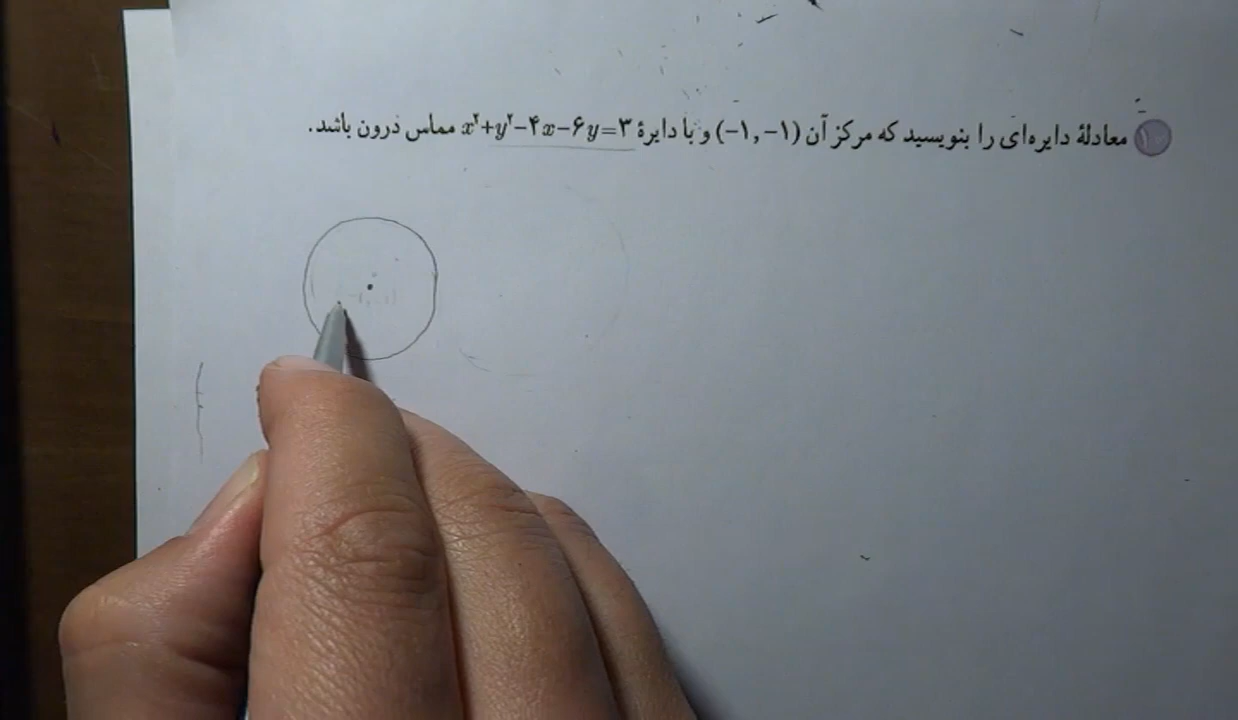 ۱۰ معادلهٔ دایره‌ای را بنویسید که مرکز آن (−۱, −۱) و با دایرهٔ x²+y²−۴x−۶y=۳ مماس درون باشد.